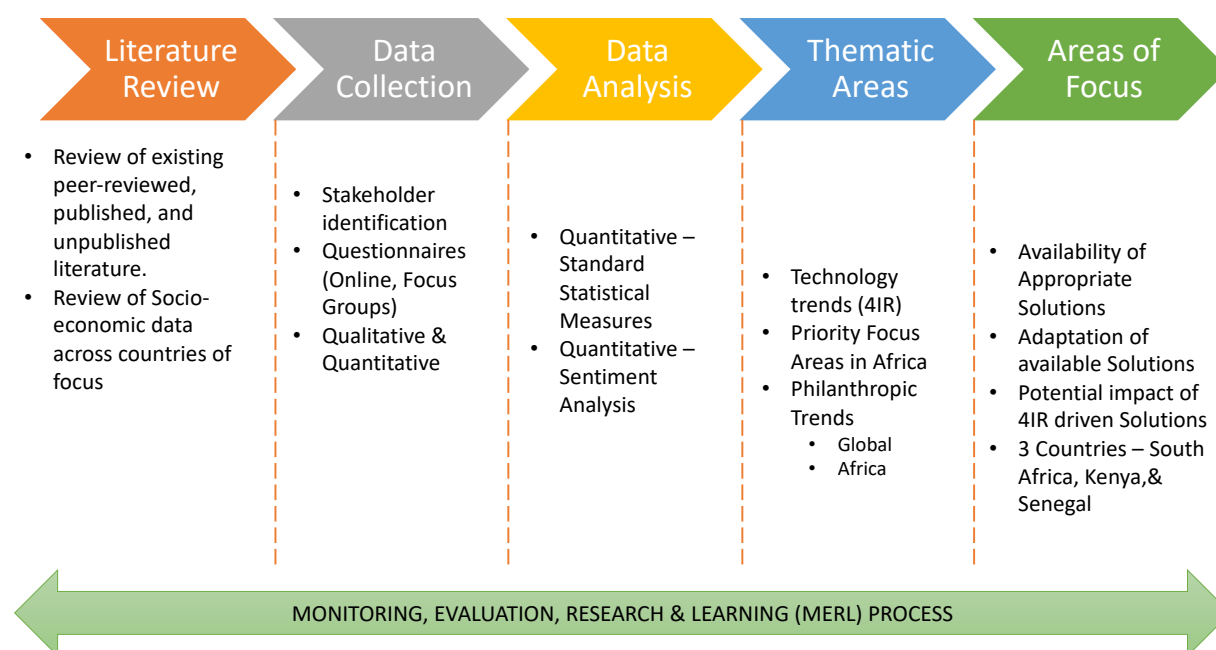 Literature
Review
Data
Collection
Data
Analysis
Thematic
Areas
Areas of
Focus
• Review of existing
peer-reviewed,
published, and
unpublished
literature.
• Review of Socio-
economic data
across countries of
focus
• Stakeholder
identification
• Questionnaires
(Online, Focus
Groups)
• Qualitative &
Quantitative
• Quantitative –
Standard
Statistical
Measures
• Quantitative –
Sentiment
Analysis
• Technology
trends (4IR)
• Priority Focus
Areas in Africa
• Philanthropic
Trends
• Global
• Africa
• Availability of
Appropriate
Solutions
• Adaptation of
available Solutions
• Potential impact of
4IR driven Solutions
• 3 Countries – South
Africa, Kenya,&
Senegal
MONITORING, EVALUATION, RESEARCH & LEARNING (MERL) PROCESS